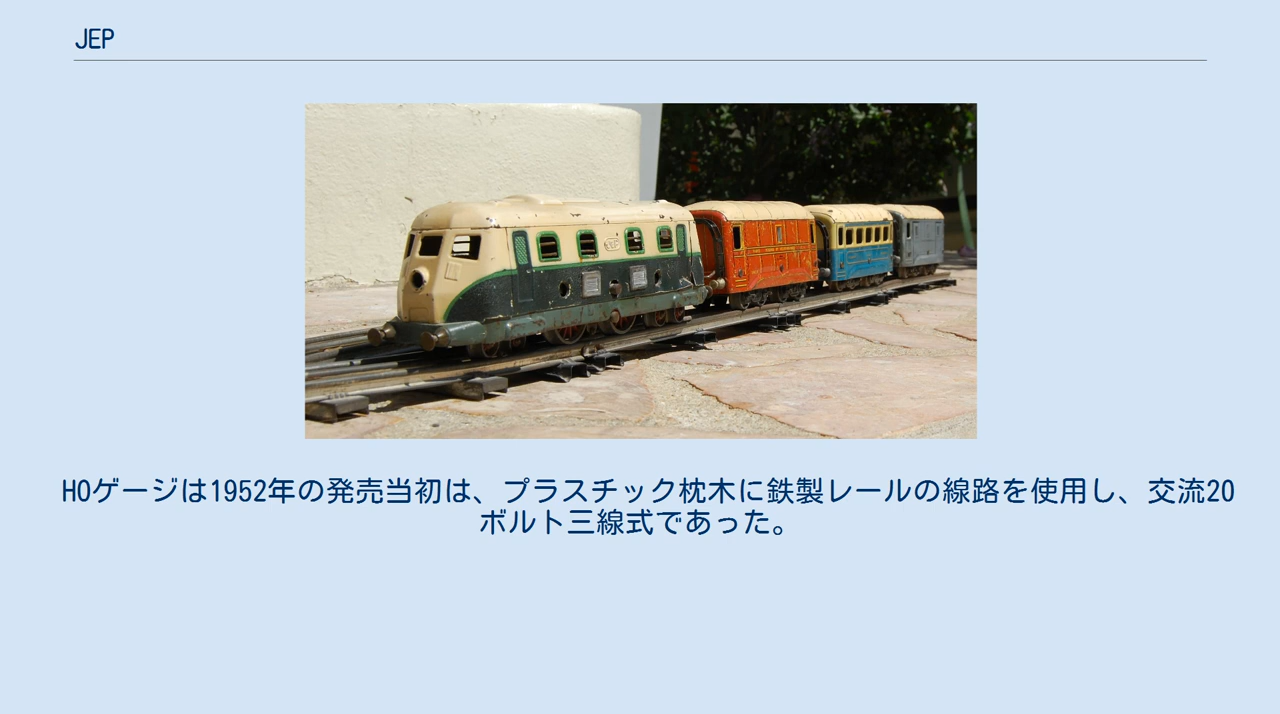 JEP
HOゲージは1952年の発売当初は、プラスチック枕木に鉄製レールの線路を使用し、交流20
ボルト三線式であった。